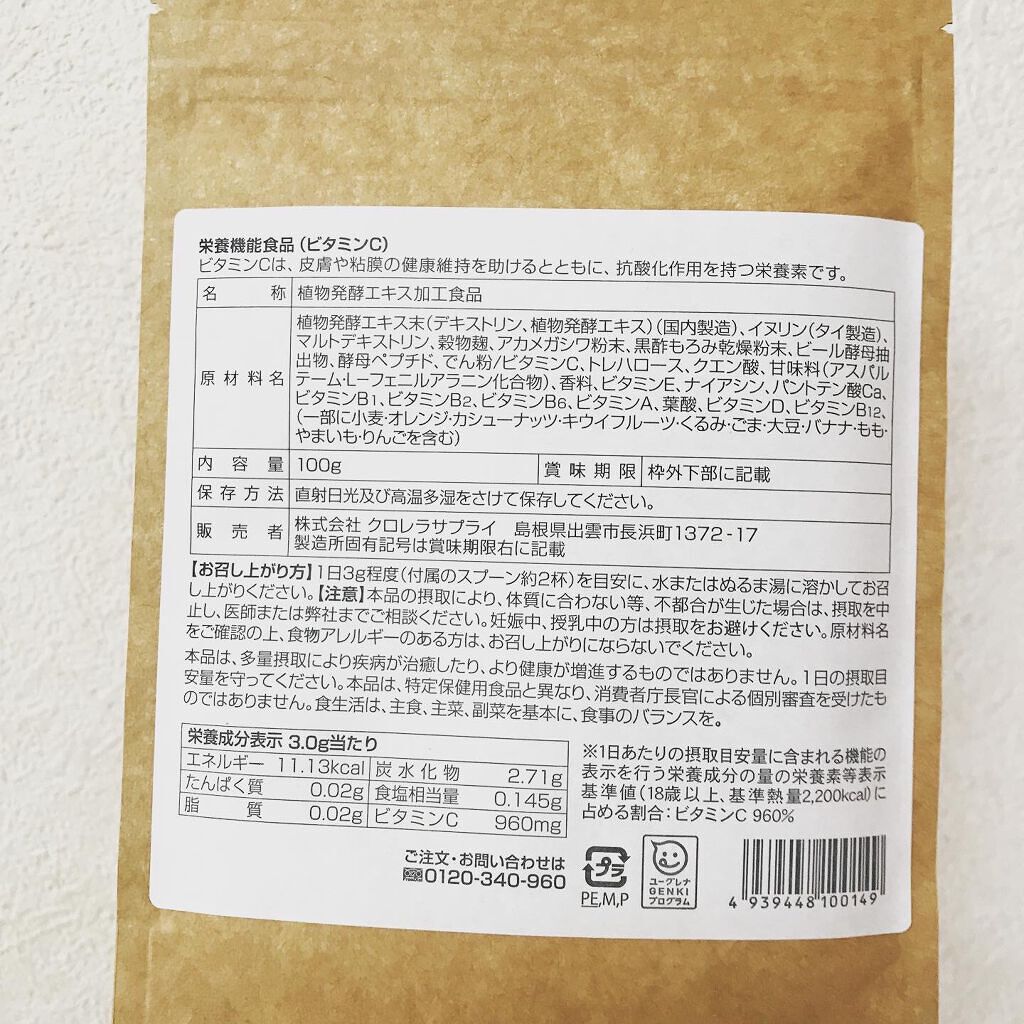 栄養機能食品(ビタミンC)
ビタミンCは、皮膚や粘膜の健康維持を助けるとともに、抗酸化作用を持つ栄養素です。
名 称 植物発酵エキス加工食品
原材料名 植物発酵エキス末(デキストリン、植物発酵エキス)(国内製造)、イヌリン(タイ製造)、
マルトデキストリン、穀物麹、アカメガシワ粉末、黒酢もろみ乾燥粉末、ビール酵母抽
出物、酵母ペプチド、でん粉/ビタミンC、トレハロース、クエン酸、甘味料(アスパル
テーム・L-フェニルアラニン化合物)、香料、ビタミンE、ナイアシン、パントテン酸Ca、
ビタミンB1、ビタミンB2、ビタミンB6、ビタミンA、葉酸、ビタミンD、ビタミンB12、
(一部に小麦・オレンジ・カシューナッツ・キウイフルーツ・くるみ・ごま・大豆・バナナ・もも・
やまいも・りんごを含む)
内容量 100g 賞味期限 枠外下部に記載
保存方法 直射日光及び高温多湿をさけて保存してください。
販売者 株式会社 クロレラサプライ 島根県出雲市長浜町1372-17
製造所固有記号は賞味期限右に記載
【お召し上がり方】1日3g程度(付属のスプーン約2杯)を目安に、水またはぬるま湯に溶かしてお召
し上がりください。【注意】本品の摂取により、体質に合わない等、不都合が生じた場合は、摂取を中
止し、医師または弊社までご相談ください。妊娠中、授乳中の方は摂取をお避けください。原材料名
をご確認の上、食物アレルギーのある方は、お召し上がりにならないでください。
本品は、多量摂取により疾病が治癒したり、より健康が増進するものではありません。1日の摂取目
安量を守ってください。本品は、特定保健用食品と異なり、消費者庁長官による個別審査を受けたも
のではありません。食生活は、主食、主菜、副菜を基本に、食事のバランスを。
栄養成分表示 3.0g当たり
エネルギー 11.13kcal 炭水化物 2.71g
たんぱく質 0.02g 食塩相当量 0.145g
脂 質 0.02g ビタミンC 960mg
※1日あたりの摂取目安量に含まれる機能の
表示を行う栄養成分の量の栄養素等表示
基準値(18歳以上、基準熱量2,200kcal)に
占める割合:ビタミンC 960%
ご注文・お問い合わせは
0120-340-960
プラ
PE,M,P
ユーグレナ
GENKI
プログラム
4 939448 100149